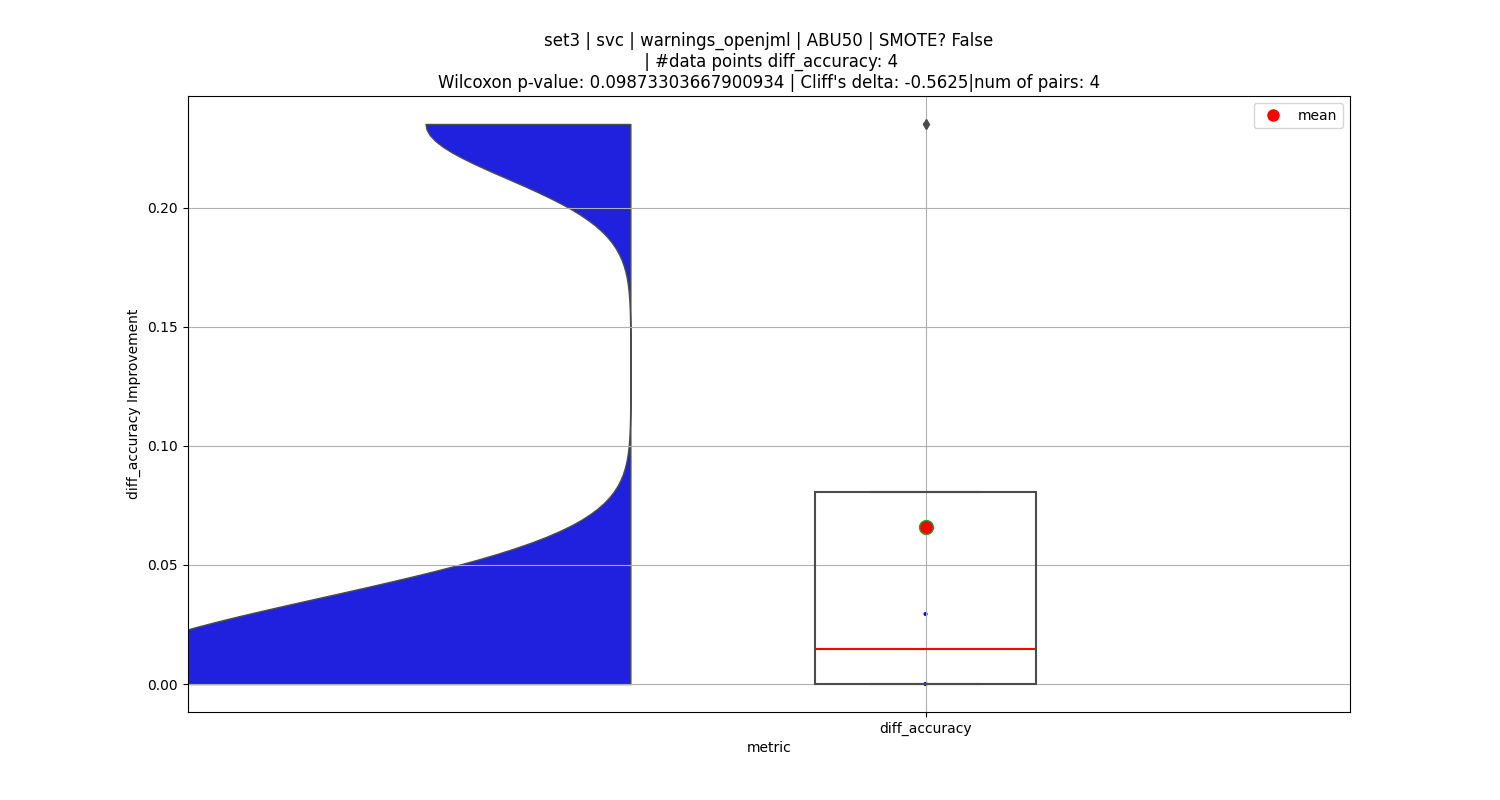 set3 | svc | warnings_openjml | ABU50 | SMOTE? False
| #data points diff_accuracy: 4
Wilcoxon p-value: 0.09873303667900934 | Cliff's delta: -0.5625|num of pairs: 4
mean
0.20
0.15
0.10
0.05
0.00
diff_accuracy Improvement
diff_accuracy
metric